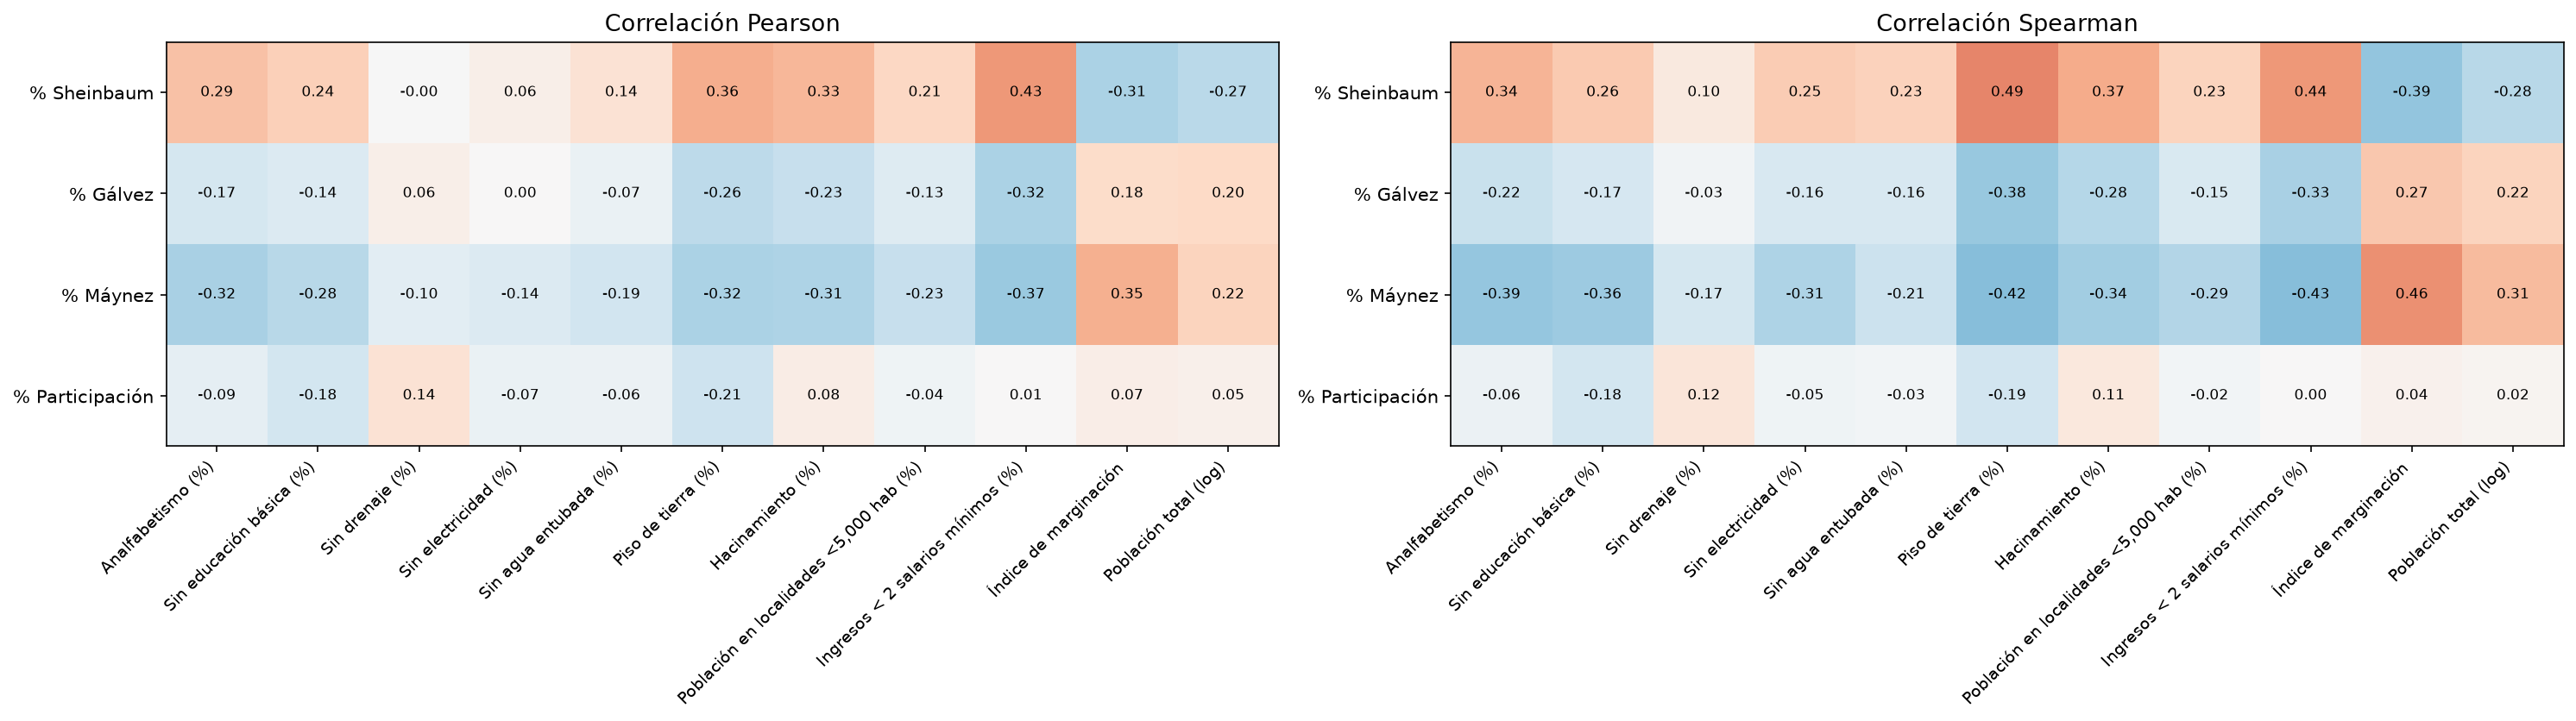 Correlación Pearson
% Sheinbaum 0.29 0.24 -0.00 0.06 0.14 0.36 0.33 0.21 0.43 -0.31 -0.27
% Gálvez -0.17 -0.14 0.06 0.00 -0.07 -0.26 -0.23 -0.13 -0.32 0.18 0.20
% Máynez -0.32 -0.28 -0.10 -0.14 -0.19 -0.32 -0.31 -0.23 -0.37 0.35 0.22
% Participación -0.09 -0.18 0.14 -0.07 -0.06 -0.21 0.08 -0.04 0.01 0.07 0.05
Analfabetismo (%)
Sin educación básica (%)
Sin drenaje (%)
Sin electricidad (%)
Sin agua entubada (%)
Piso de tierra (%)
Hacinamiento (%)
Población en localidades <5,000 hab (%)
Ingresos < 2 salarios mínimos (%)
Índice de marginación
Población total (log)
Correlación Spearman
% Sheinbaum 0.34 0.26 0.10 0.25 0.23 0.49 0.37 0.23 0.44 -0.39 -0.28
% Gálvez -0.22 -0.17 -0.03 -0.16 -0.16 -0.38 -0.28 -0.15 -0.33 0.27 0.22
% Máynez -0.39 -0.36 -0.17 -0.31 -0.21 -0.42 -0.34 -0.29 -0.43 0.46 0.31
% Participación -0.06 -0.18 0.12 -0.05 -0.03 -0.19 0.11 -0.02 0.00 0.04 0.02
Analfabetismo (%)
Sin educación básica (%)
Sin drenaje (%)
Sin electricidad (%)
Sin agua entubada (%)
Piso de tierra (%)
Hacinamiento (%)
Población en localidades <5,000 hab (%)
Ingresos < 2 salarios mínimos (%)
Índice de marginación
Población total (log)